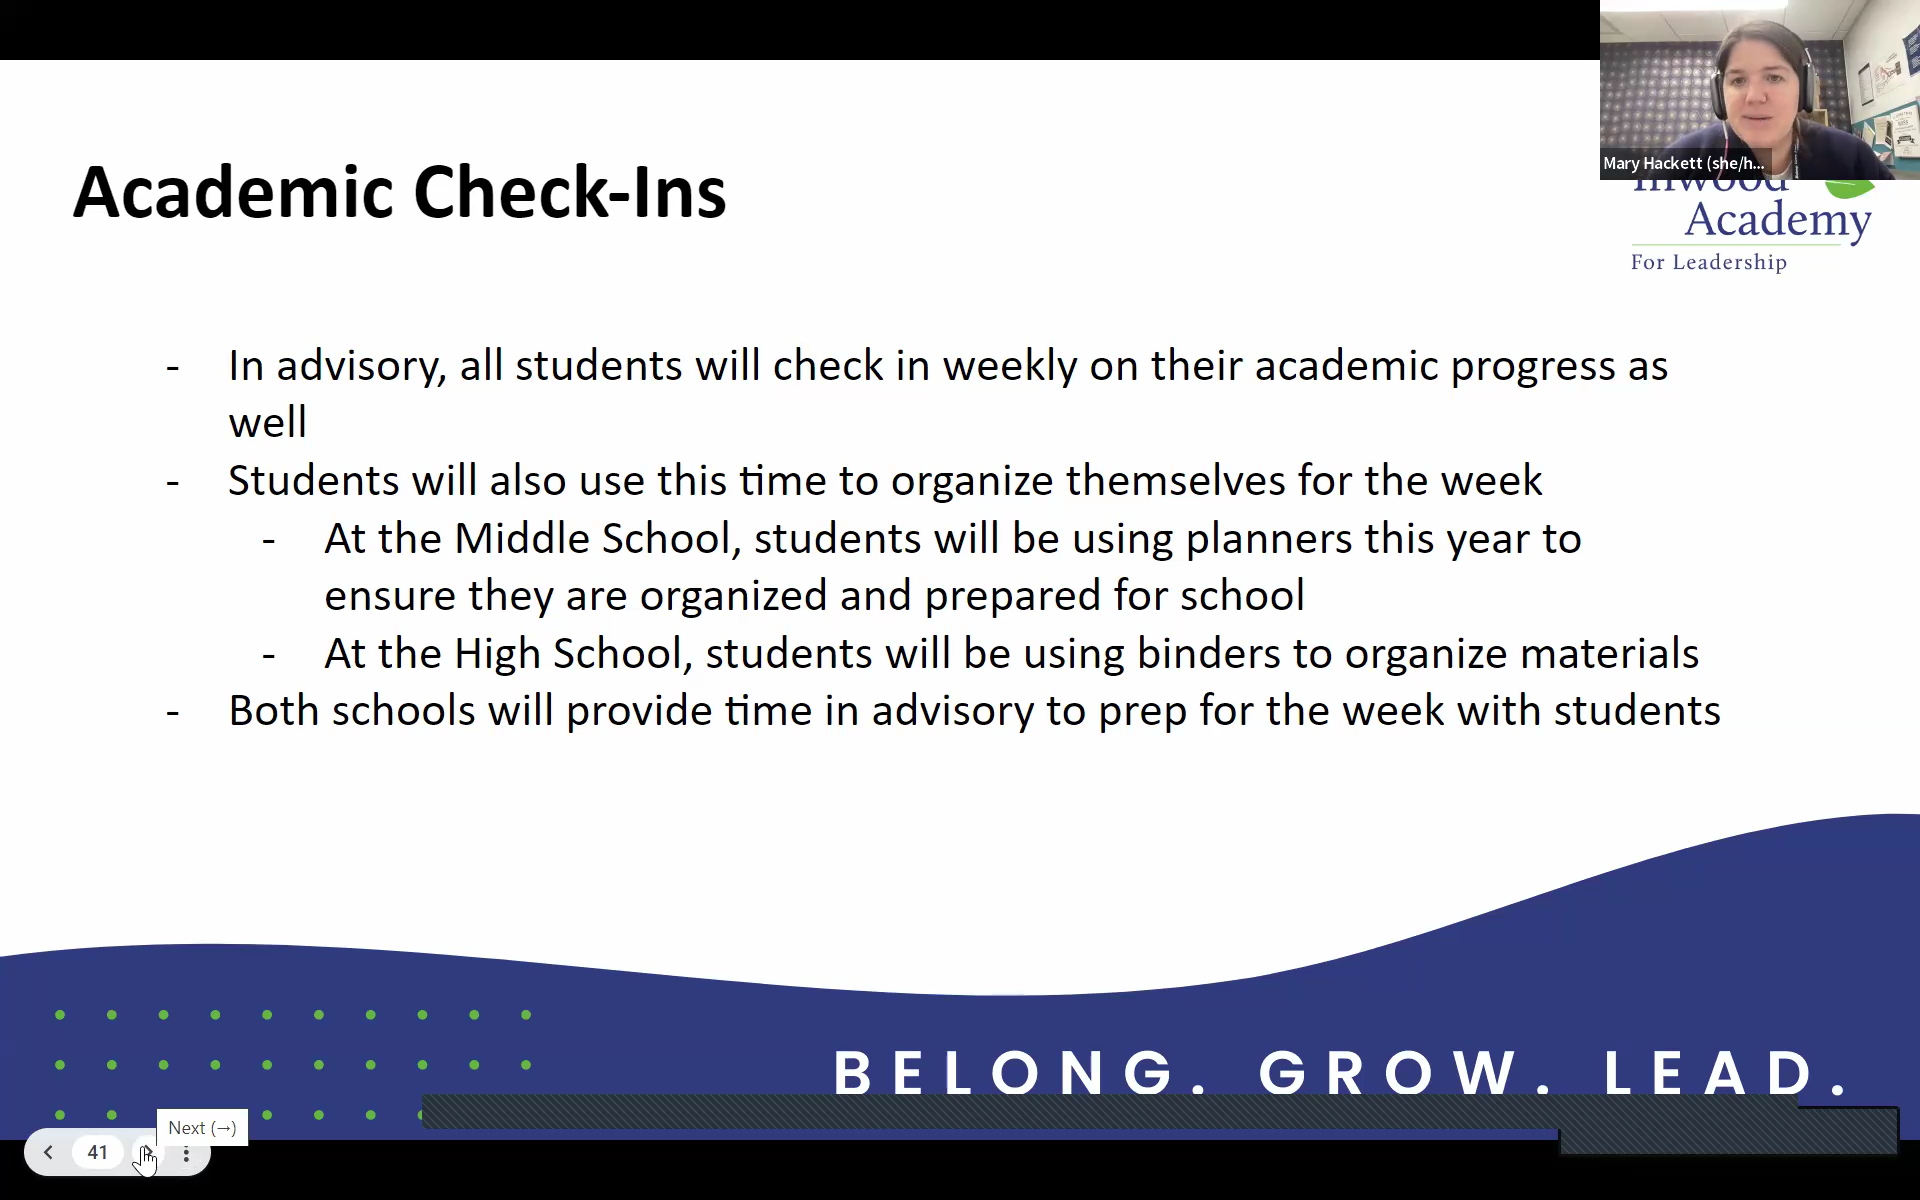 Academic Check-Ins
Mary Hackett (she/h...
Inwood
Academy
For Leadership
- In advisory, all students will check in weekly on their academic progress as
well
- Students will also use this time to organize themselves for the week
- At the Middle School, students will be using planners this year to
ensure they are organized and prepared for school
- At the High School, students will be using binders to organize materials
- Both schools will provide time in advisory to prep for the week with students
BELONG. GROW. LEAD.
Next (→)
41